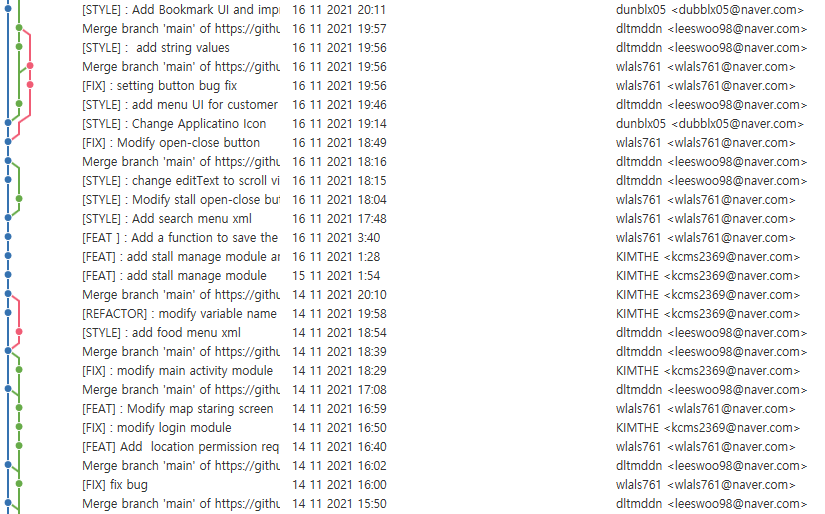 [STYLE] : Add Bookmark UI and impr 16 11 2021 20:11 dunblx05 <dubblx05@naver.com>
Merge branch 'main' of https://githu 16 11 2021 19:57 dltmddn <leeswoo98@naver.com>
[STYLE] :  add string values 16 11 2021 19:56 dltmddn <leeswoo98@naver.com>
Merge branch 'main' of https://githu 16 11 2021 19:56 wlals761 <wlals761@naver.com>
[FIX] : setting button bug fix 16 11 2021 19:56 wlals761 <wlals761@naver.com>
[STYLE] : add menu UI for customer 16 11 2021 19:46 dltmddn <leeswoo98@naver.com>
[STYLE] : Change Applicatino Icon 16 11 2021 19:14 dunblx05 <dubblx05@naver.com>
[FIX] : Modify open-close button 16 11 2021 18:49 wlals761 <wlals761@naver.com>
Merge branch 'main' of https://githu 16 11 2021 18:16 dltmddn <leeswoo98@naver.com>
[STYLE] : change editText to scroll vi 16 11 2021 18:15 dltmddn <leeswoo98@naver.com>
[STYLE] : Modify stall open-close but 16 11 2021 18:04 wlals761 <wlals761@naver.com>
[STYLE] : Add search menu xml 16 11 2021 17:48 wlals761 <wlals761@naver.com>
[FEAT ] : Add a function to save the 16 11 2021 3:40 wlals761 <wlals761@naver.com>
[FEAT] : add stall manage module ar 16 11 2021 1:28 KIMTHE <kcms2369@naver.com>
[FEAT] : add stall manage module 15 11 2021 1:54 KIMTHE <kcms2369@naver.com>
Merge branch 'main' of https://githu 14 11 2021 20:10 KIMTHE <kcms2369@naver.com>
[REFACTOR] : modify variable name 14 11 2021 19:58 KIMTHE <kcms2369@naver.com>
[STYLE] : add food menu xml 14 11 2021 18:54 dltmddn <leeswoo98@naver.com>
Merge branch 'main' of https://githu 14 11 2021 18:39 dltmddn <leeswoo98@naver.com>
[FIX] : modify main activity module 14 11 2021 18:29 KIMTHE <kcms2369@naver.com>
Merge branch 'main' of https://githu 14 11 2021 17:08 dltmddn <leeswoo98@naver.com>
[FEAT] : Modify map staring screen 14 11 2021 16:59 wlals761 <wlals761@naver.com>
[FIX] : modify login module 14 11 2021 16:50 KIMTHE <kcms2369@naver.com>
[FEAT] Add  location permission req 14 11 2021 16:40 wlals761 <wlals761@naver.com>
Merge branch 'main' of https://githu 14 11 2021 16:02 dltmddn <leeswoo98@naver.com>
[FIX] fix bug 14 11 2021 16:00 wlals761 <wlals761@naver.com>
Merge branch 'main' of https://githu 14 11 2021 15:50 dltmddn <leeswoo98@naver.com>